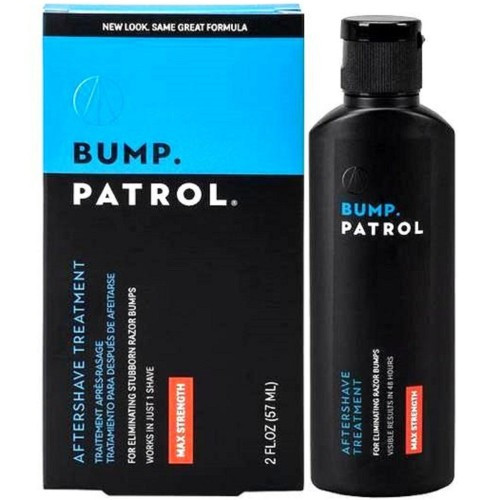 NEW LOOK. SAME GREAT FORMULA
BUMP.
PATROL®
AFTERSHAVE TREATMENT
TRAITEMENT APRÈS-RASAGE
TRATAMIENTO PARA DESPUÉS DE AFEITARSE
FOR ELIMINATING STUBBORN RAZOR BUMPS
WORKS IN JUST 1 SHAVE
MAX STRENGTH
2 FL.OZ (57 ML)
BUMP.
PATROL
AFTERSHAVE
TREATMENT
FOR ELIMINATING RAZOR BUMPS
VISIBLE RESULTS IN 48 HOURS
MAX STRENGTH